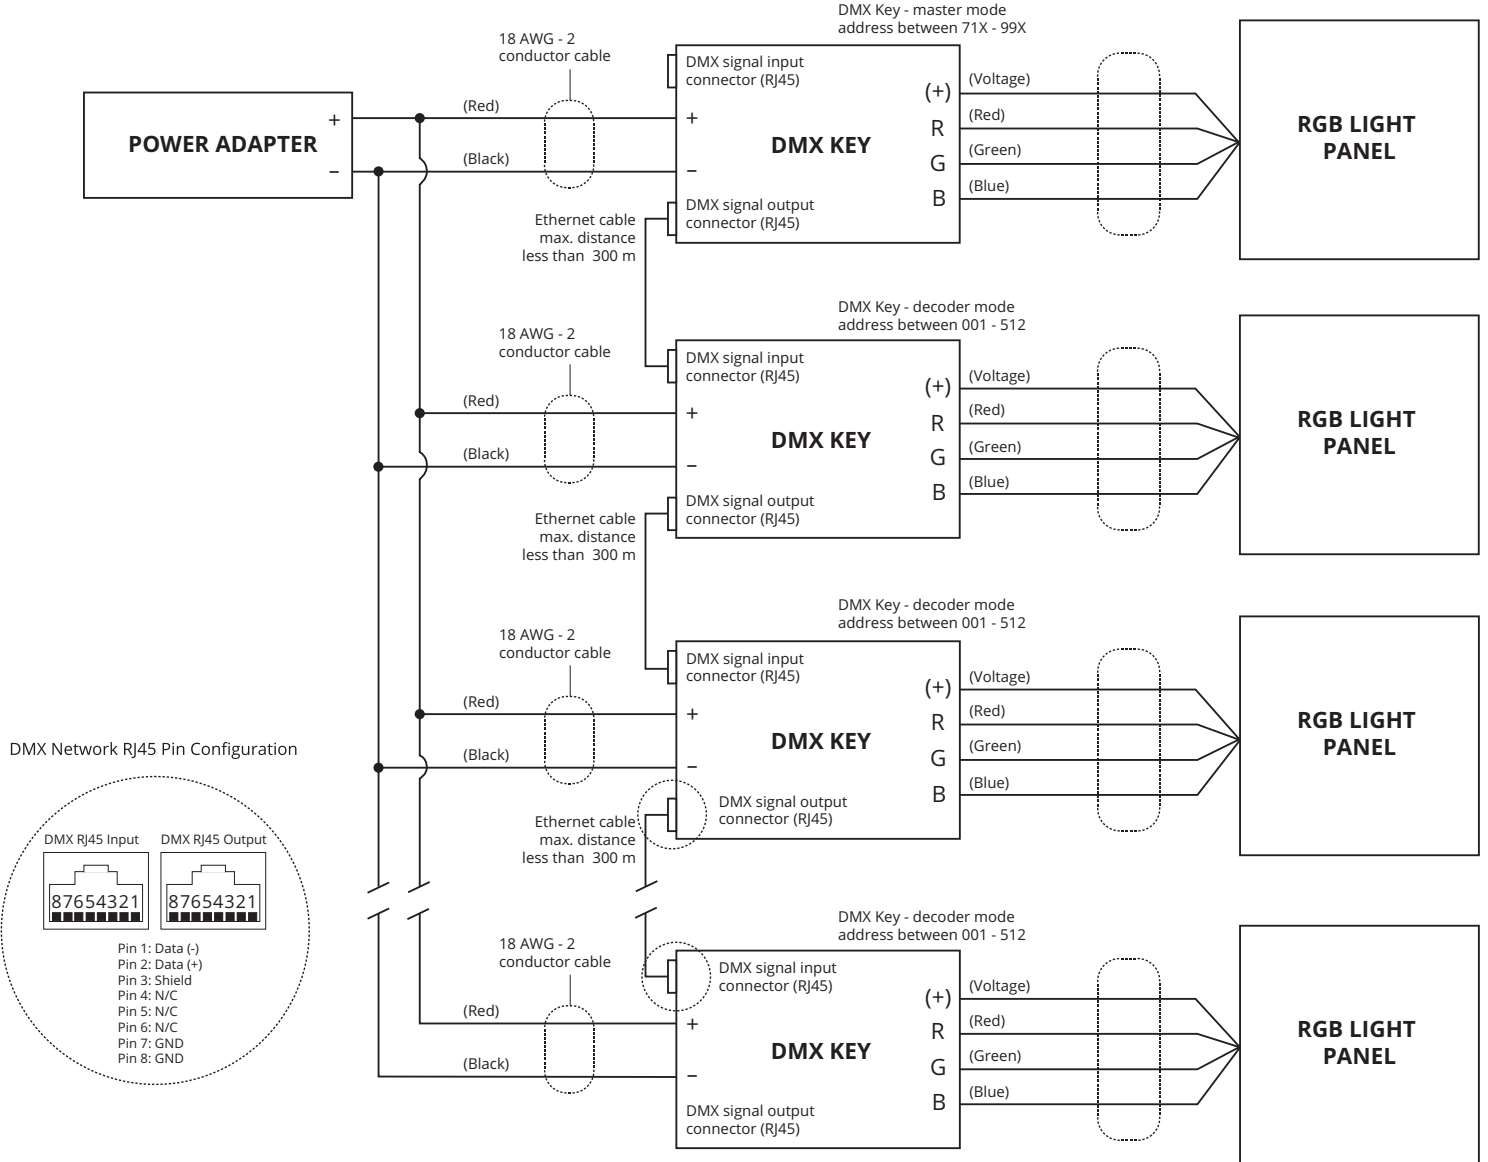 DMX Key - master mode
address between 71X - 99X
18 AWG - 2
conductor cable
DMX signal input
connector (RJ45)
POWER ADAPTER
+
−
(Red)
(Black)
+
−
DMX KEY
(+)
R
G
B
(Voltage)
(Red)
(Green)
(Blue)
RGB LIGHT
PANEL
DMX signal output
connector (RJ45)
Ethernet cable
max. distance
less than 300 m
DMX Key - decoder mode
address between 001 - 512
18 AWG - 2
conductor cable
DMX signal input
connector (RJ45)
(Red)
(Black)
+
−
DMX KEY
(+)
R
G
B
(Voltage)
(Red)
(Green)
(Blue)
RGB LIGHT
PANEL
DMX signal output
connector (RJ45)
Ethernet cable
max. distance
less than 300 m
DMX Key - decoder mode
address between 001 - 512
18 AWG - 2
conductor cable
DMX signal input
connector (RJ45)
(Red)
(Black)
+
−
DMX KEY
(+)
R
G
B
(Voltage)
(Red)
(Green)
(Blue)
RGB LIGHT
PANEL
DMX signal output
connector (RJ45)
Ethernet cable
max. distance
less than 300 m
DMX Network RJ45 Pin Configuration
DMX RJ45 Input
DMX RJ45 Output
87654321
87654321
Pin 1: Data (-)
Pin 2: Data (+)
Pin 3: Shield
Pin 4: N/C
Pin 5: N/C
Pin 6: N/C
Pin 7: GND
Pin 8: GND
DMX Key - decoder mode
address between 001 - 512
18 AWG - 2
conductor cable
DMX signal input
connector (RJ45)
(Red)
(Black)
+
−
DMX KEY
(+)
R
G
B
(Voltage)
(Red)
(Green)
(Blue)
RGB LIGHT
PANEL
DMX signal output
connector (RJ45)